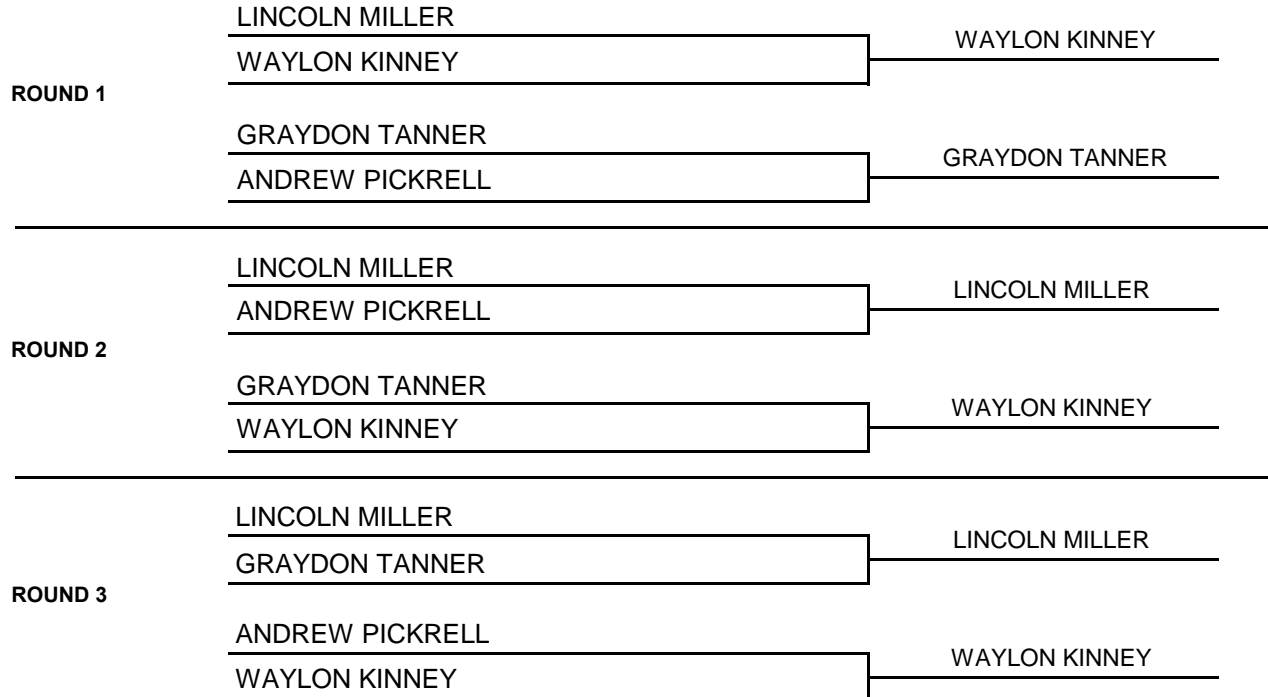 LINCOLN MILLER
WAYLON KINNEY
WAYLON KINNEY
ROUND 1
GRAYDON TANNER
ANDREW PICKRELL
GRAYDON TANNER
LINCOLN MILLER
ANDREW PICKRELL
LINCOLN MILLER
ROUND 2
GRAYDON TANNER
WAYLON KINNEY
WAYLON KINNEY
LINCOLN MILLER
GRAYDON TANNER
LINCOLN MILLER
ROUND 3
ANDREW PICKRELL
WAYLON KINNEY
WAYLON KINNEY